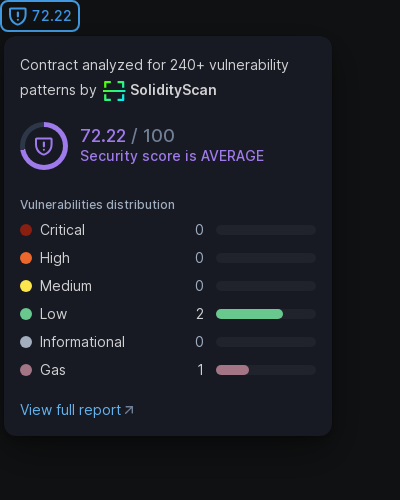 72.22
Contract analyzed for 240+ vulnerability
patterns by SolidityScan
72.22 / 100
Security score is AVERAGE
Vulnerabilities distribution
Critical 0
High 0
Medium 0
Low 2
Informational 0
Gas 1
View full report